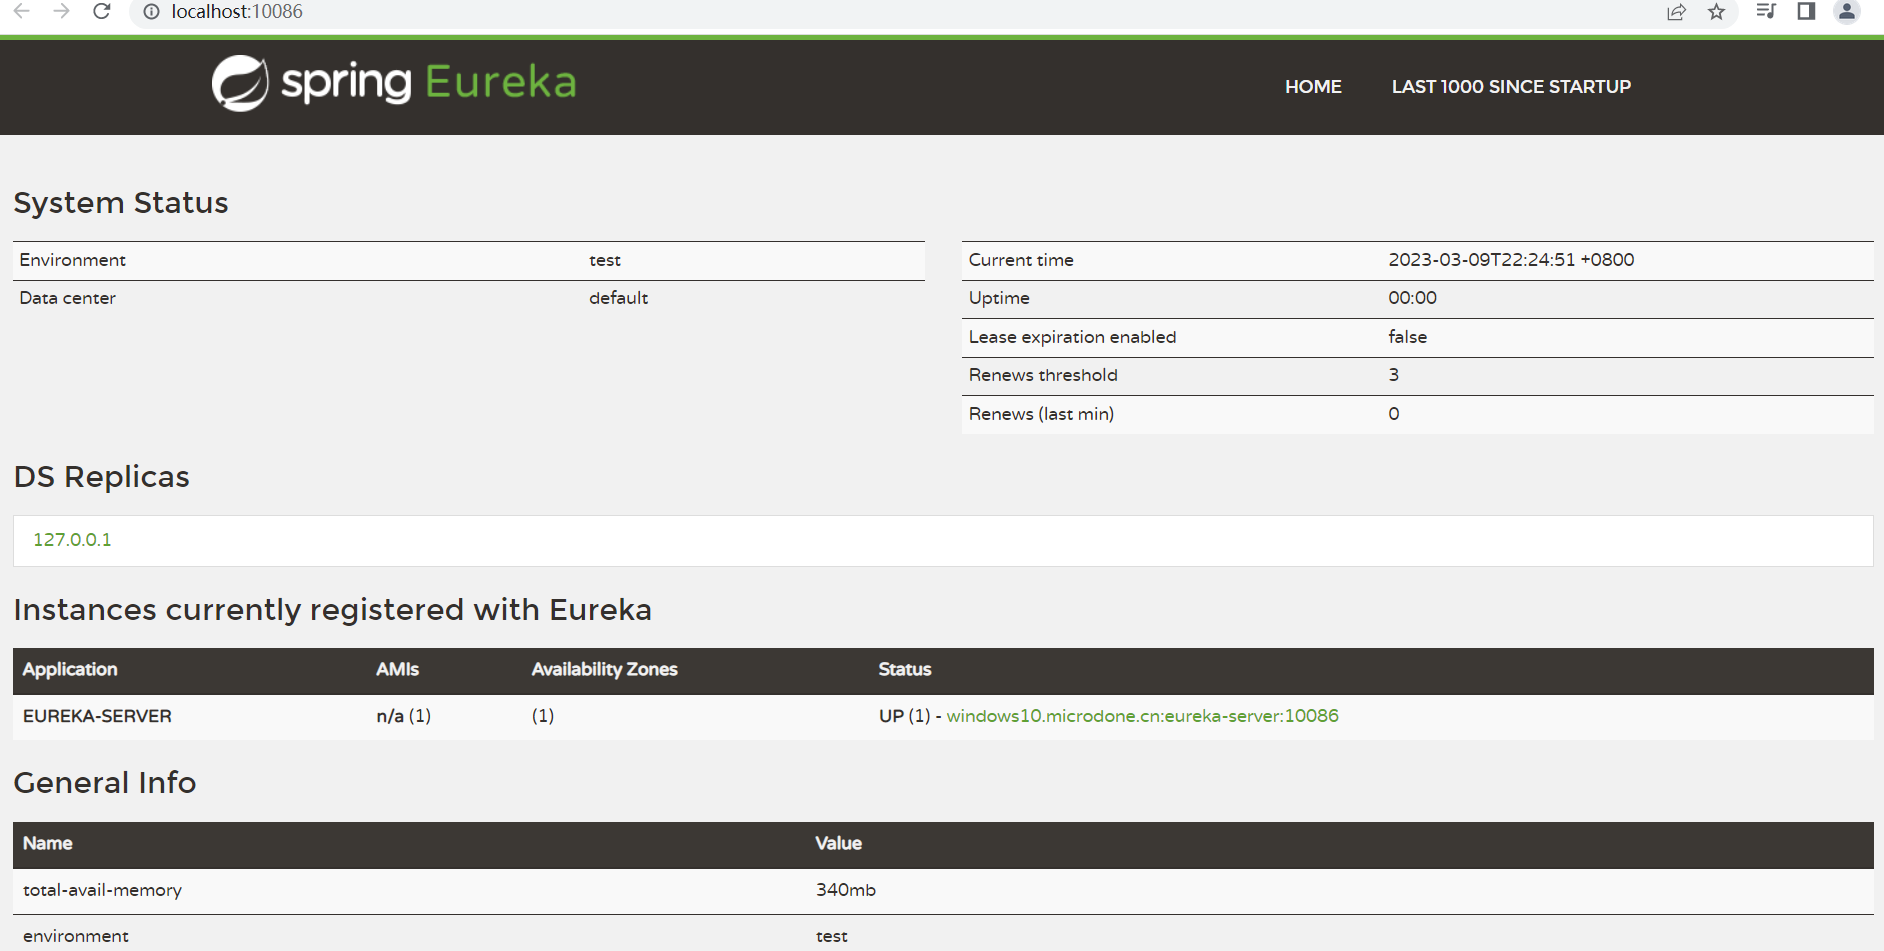 localhost:10086
spring Eureka
HOME LAST 1000 SINCE STARTUP
System Status
Environment test
Data center default
Current time 2023-03-09T22:24:51 +0800
Uptime 00:00
Lease expiration enabled false
Renews threshold 3
Renews (last min) 0
DS Replicas
127.0.0.1
Instances currently registered with Eureka
Application AMIs Availability Zones Status
EUREKA-SERVER n/a (1) (1) UP (1) - windows10.microdone.cn:eureka-server:10086
General Info
Name Value
total-avail-memory 340mb
environment test